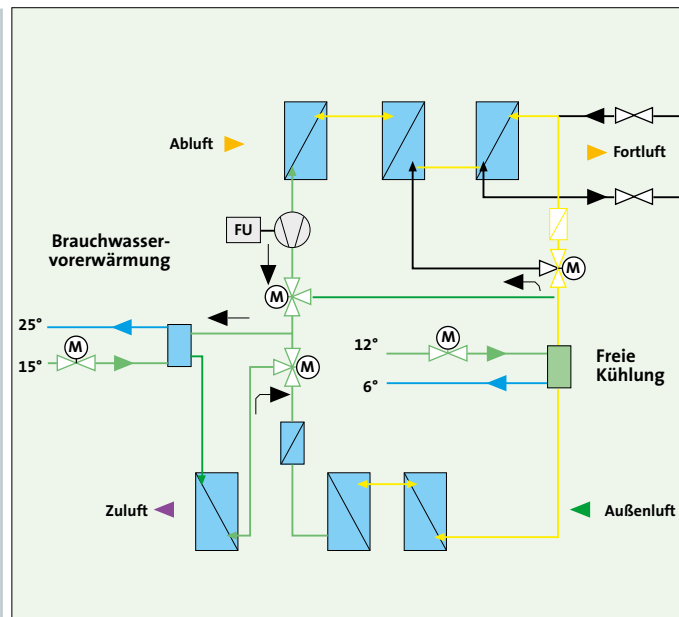 Abluft
Fortluft
FU
Brauchwasser-
vorerwärmung
M
M
25°
M
15°
M
12°
M
6°
Freie
Kühlung
Zuluft
Außenluft